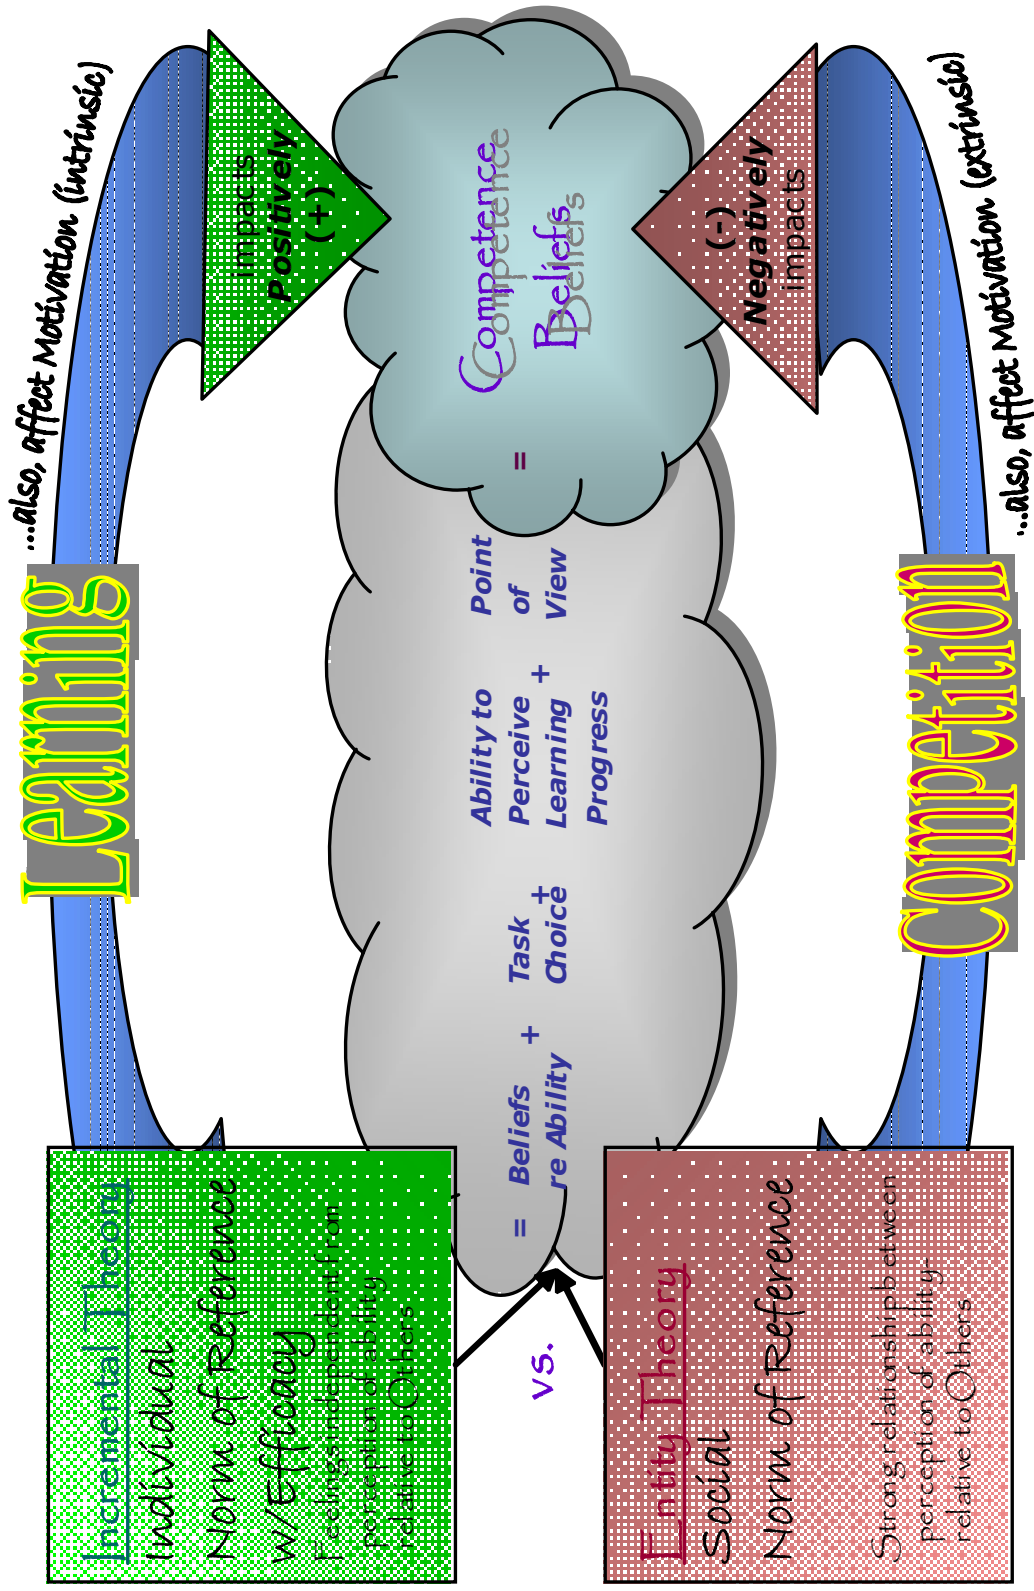 ...also, affect Motivation (intrinsic)
Learning
Incremental Theory
Individual
Norm of Reference
w/Efficacy
Feelings independent from
perception of ability
relative to Others
Impacts
Positively
(+)
Competence
Beliefs
=
= Beliefs
re Ability
+
Task
Choice
+
Ability to
Perceive
Learning
Progress
+
Point
of
View
vs.
(-)
Negatively
Impacts
Entity Theory
Social
Norm of Reference
Strong relationship between
perception of ability
relative to Others
Competition
...also, affect Motivation (extrinsic)